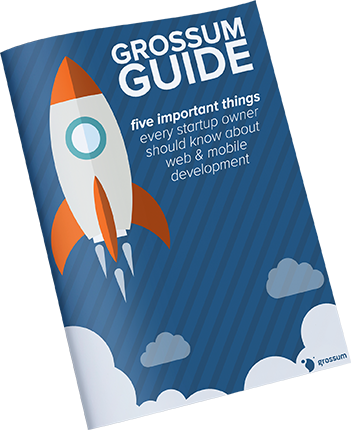 GROSSUM
GUIDE
five important things
every startup owner
should know about
web & mobile
development
grossum